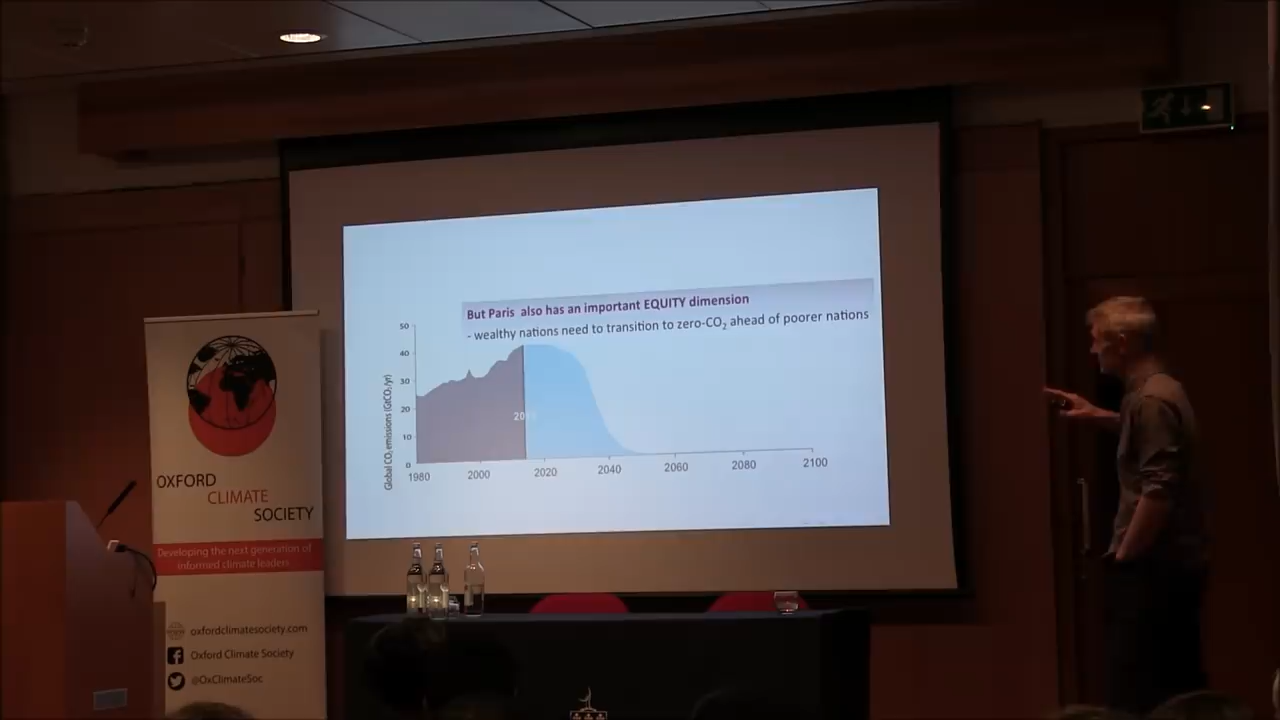 But Paris also has an important EQUITY dimension
- wealthy nations need to transition to zero-CO₂ ahead of poorer nations
Global CO₂ emissions (GtCO₂/yr)
50
40
30
20
10
0
1980
2000
2020
2040
2060
2080
2100
OXFORD
CLIMATE
SOCIETY
Developing the next generation of
informed climate leaders
www
oxfordclimatesociety.com
Oxford Climate Society
@OxClimateSoc